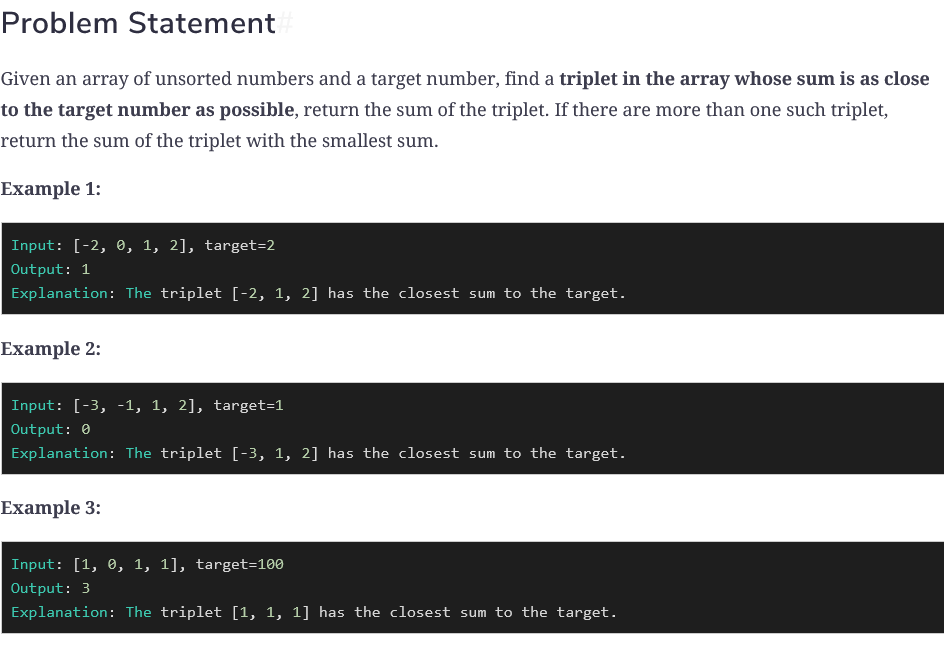 Problem Statement#
Given an array of unsorted numbers and a target number, find a triplet in the array whose sum is as close
to the target number as possible, return the sum of the triplet. If there are more than one such triplet,
return the sum of the triplet with the smallest sum.
Example 1:
Input: [-2, 0, 1, 2], target=2
Output: 1
Explanation: The triplet [-2, 1, 2] has the closest sum to the target.
Example 2:
Input: [-3, -1, 1, 2], target=1
Output: 0
Explanation: The triplet [-3, 1, 2] has the closest sum to the target.
Example 3:
Input: [1, 0, 1, 1], target=100
Output: 3
Explanation: The triplet [1, 1, 1] has the closest sum to the target.